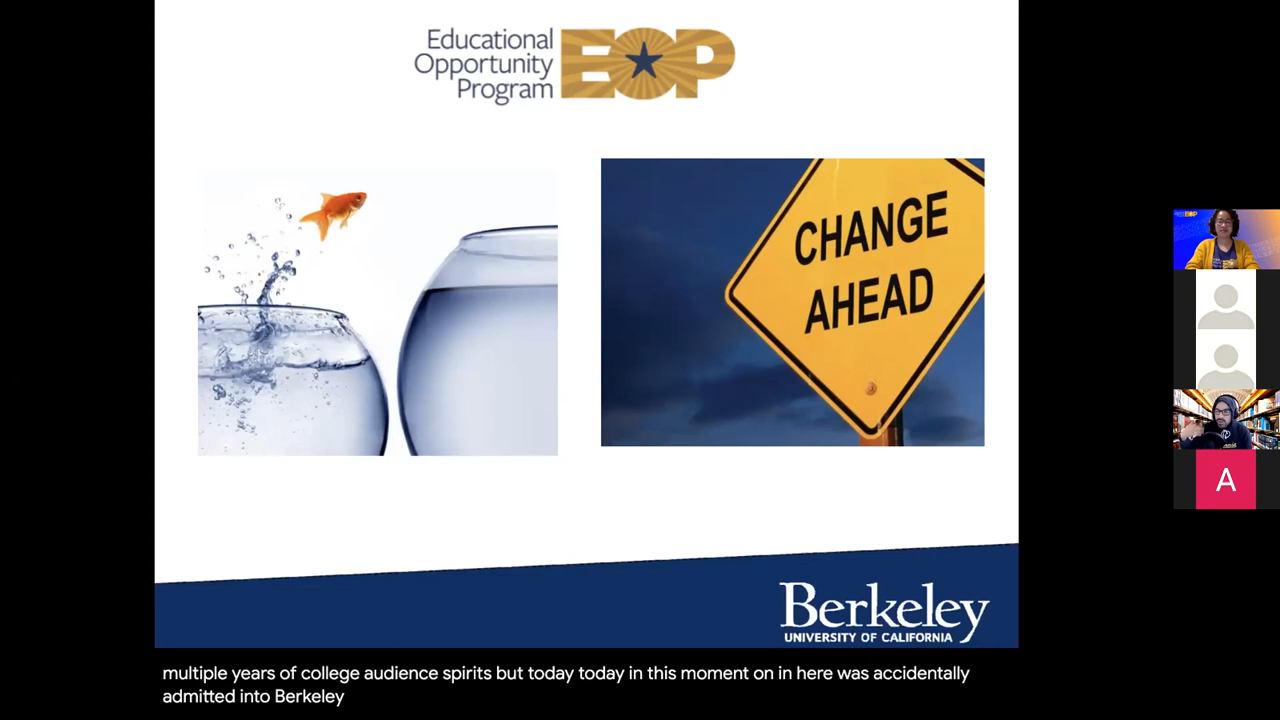 Educational
Opportunity
Program
EOP
CHANGE
AHEAD
A
Berkeley
UNIVERSITY OF CALIFORNIA
multiple years of college audience spirits but today today in this moment on in here was accidentally
admitted into Berkeley